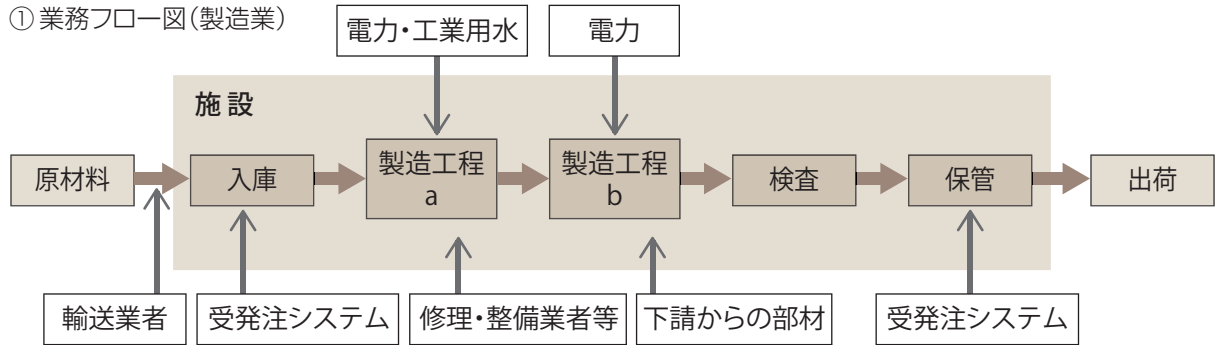 ① 業務フロー図(製造業)
電力・工業用水
電力
施設
原材料
入庫
製造工程
a
製造工程
b
検査
保管
出荷
輸送業者
受発注システム
修理・整備業者等
下請からの部材
受発注システム